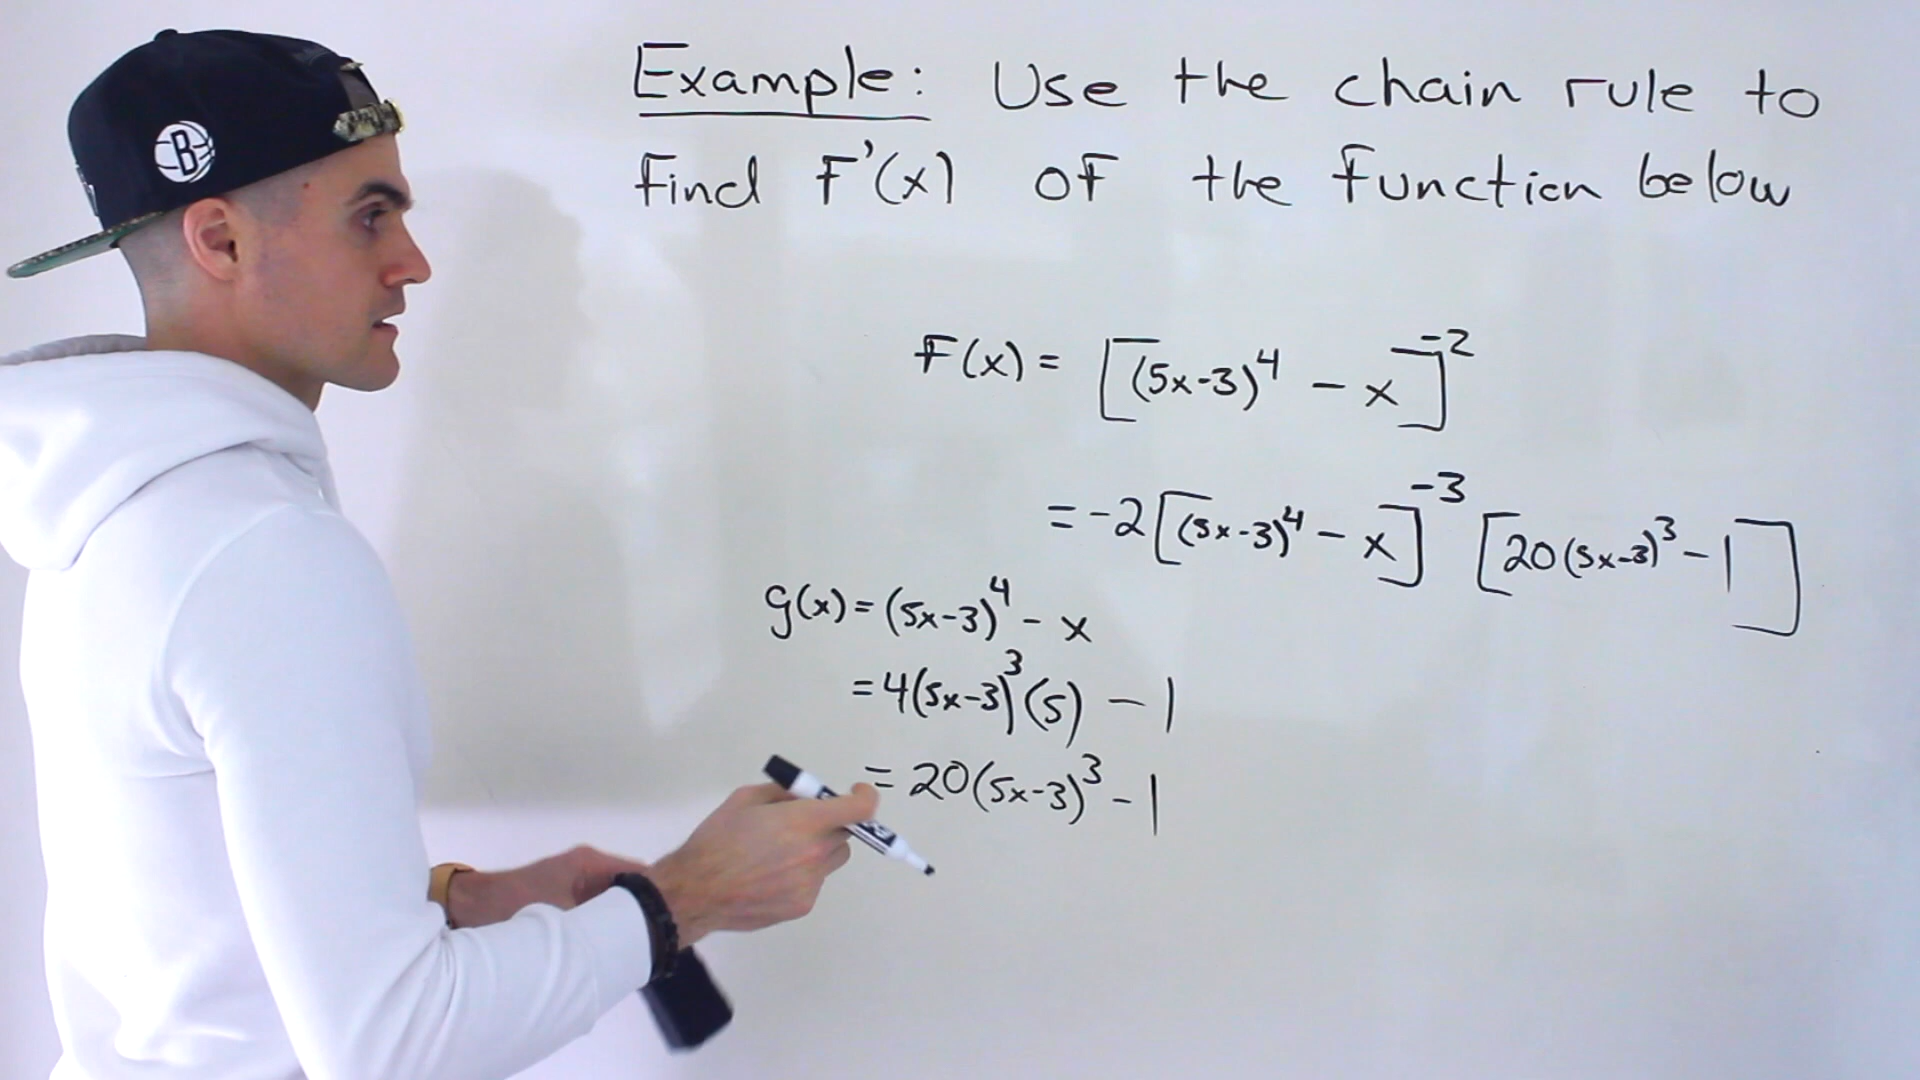 Example: Use the chain rule to
find F'(x) of the function below
F(x) = [(5x-3)^4 - x]^-2
= -2[(5x-3)^4 - x]^-3 [20(5x-3)^3 - 1]
g(x) = (5x-3)^4 - x
= 4(5x-3)^3 (5) - 1
= 20(5x-3)^3 - 1
B